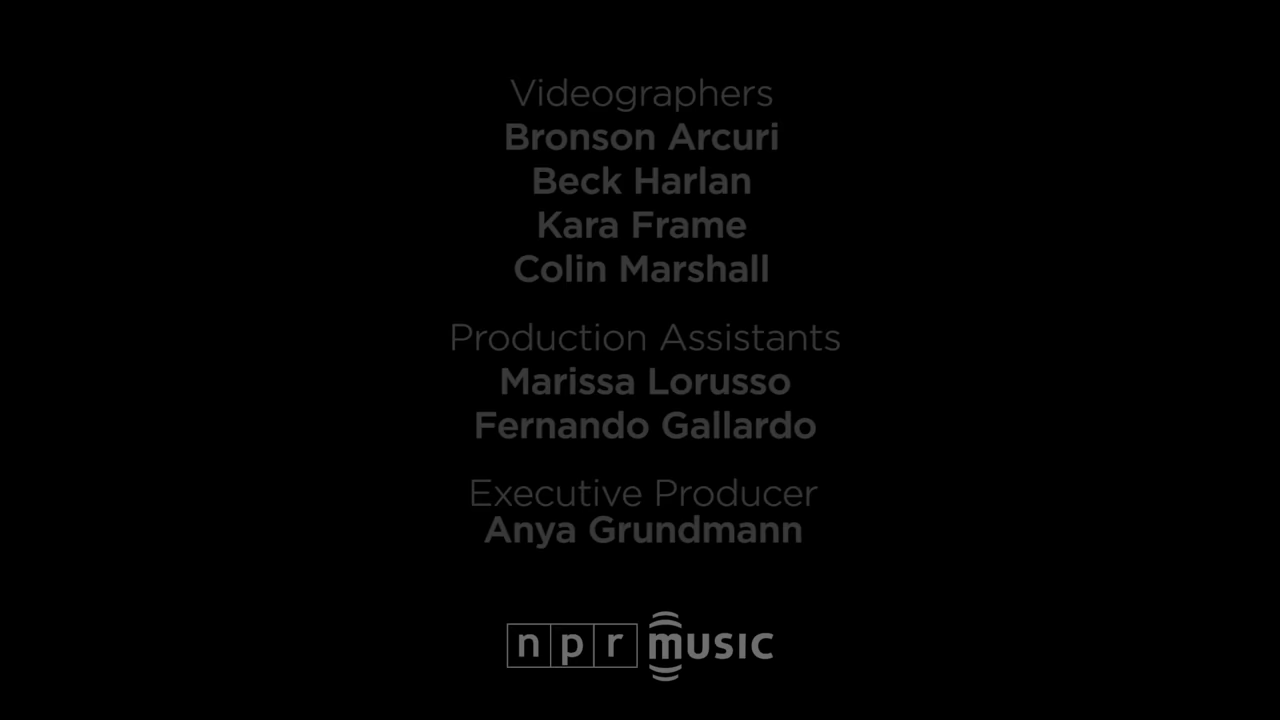 Videographers
Bronson Arcuri
Beck Harlan
Kara Frame
Colin Marshall
Production Assistants
Marissa Lorusso
Fernando Gallardo
Executive Producer
Anya Grundmann
npr music